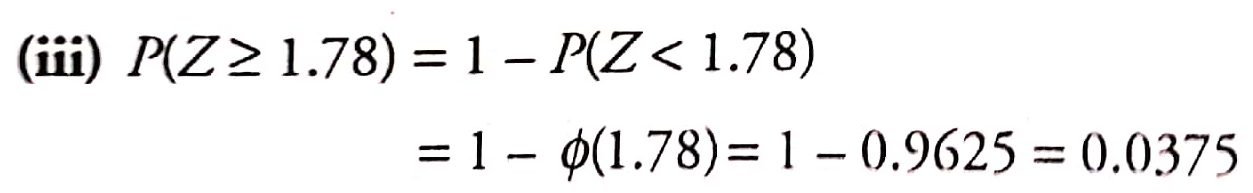 (iii) P(Z ≥ 1.78) = 1 – P(Z < 1.78)
= 1 – ϕ(1.78)= 1 – 0.9625 = 0.0375